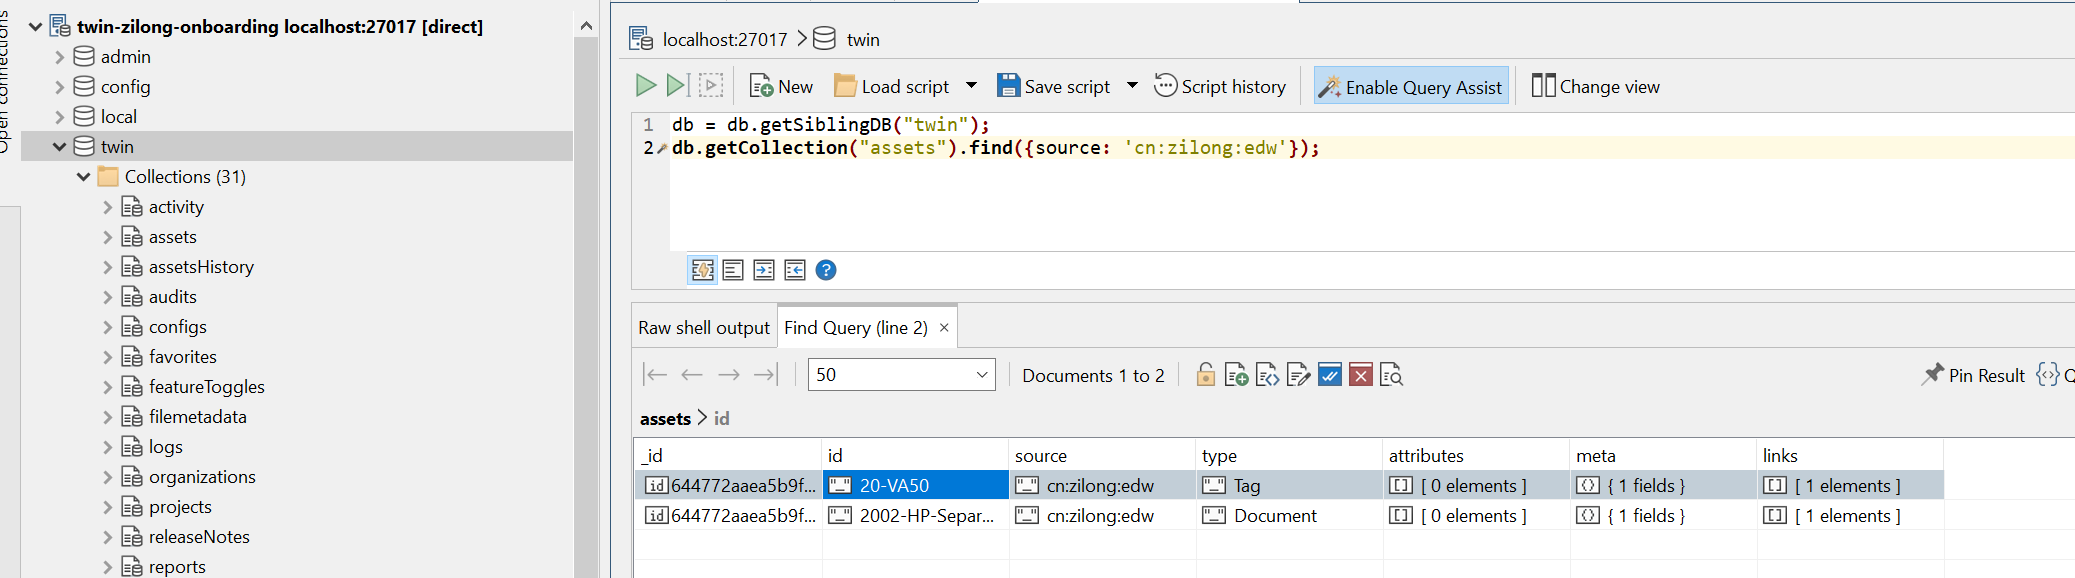 Open connections
twin-zilong-onboarding localhost:27017 [direct]
admin
config
local
twin
Collections (31)
activity
assets
assetsHistory
audits
configs
favorites
featureToggles
filemetadata
logs
organizations
projects
releaseNotes
reports
localhost:27017 > twin
New Load script Save script Script history Enable Query Assist Change view
1 db = db.getSiblingDB("twin");
2 db.getCollection("assets").find({source: 'cn:zilong:edw'});
Raw shell output Find Query (line 2) ×
50 Documents 1 to 2 Pin Result
assets > id
_id id source type attributes meta links
644772aaea5b9f... 20-VA50 cn:zilong:edw Tag [ 0 elements ] { 1 fields } [ 1 elements ]
644772aaea5b9f... 2002-HP-Separ... cn:zilong:edw Document [ 0 elements ] { 1 fields } [ 1 elements ]